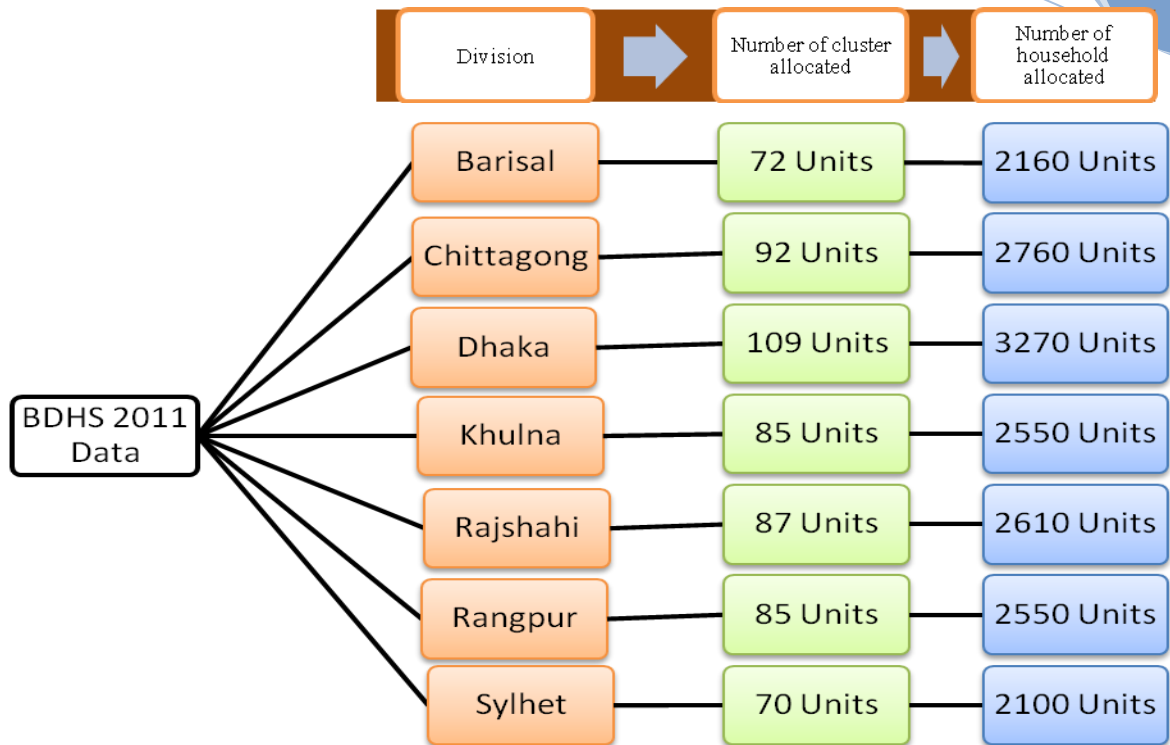 Division
Number of cluster
allocated
Number of
household
allocated
Barisal
72 Units
2160 Units
Chittagong
92 Units
2760 Units
Dhaka
109 Units
3270 Units
BDHS 2011
Data
Khulna
85 Units
2550 Units
Rajshahi
87 Units
2610 Units
Rangpur
85 Units
2550 Units
Sylhet
70 Units
2100 Units